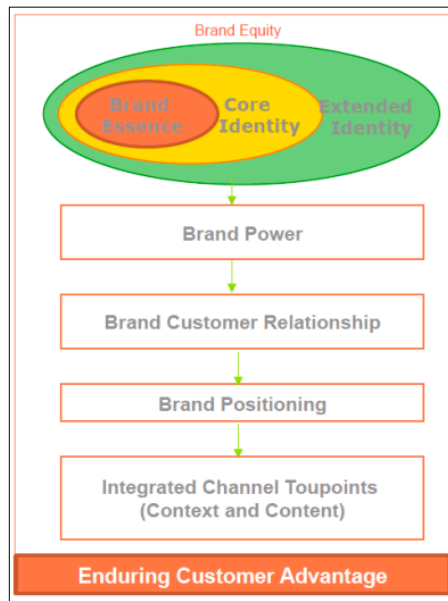 Brand Equity
Brand Essence
Core Identity
Extended Identity
Brand Power
Brand Customer Relationship
Brand Positioning
Integrated Channel Toupoints
(Context and Content)
Enduring Customer Advantage